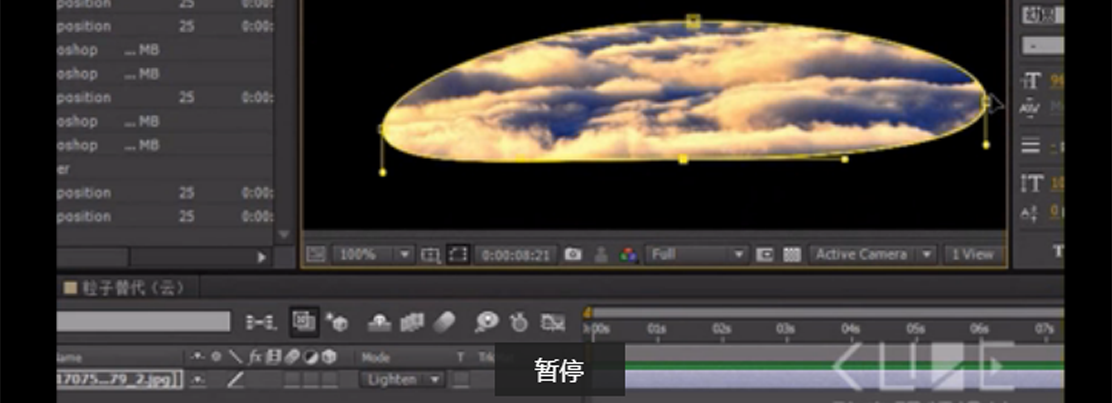 position 25 0:00:
position 25 0:00:
oshop ... MB
oshop ... MB
position 25 0:00:
oshop ... MB
oshop ... MB
er
position 25 0:00:
position 25 0:00:
100% 0:00:08:21 Full Active Camera 1 View
粒子替代（云）
:00s 01s 02s 03s 04s 05s 06s 07s
Mode T
17075...79_2.jpg] Lighten
暂停